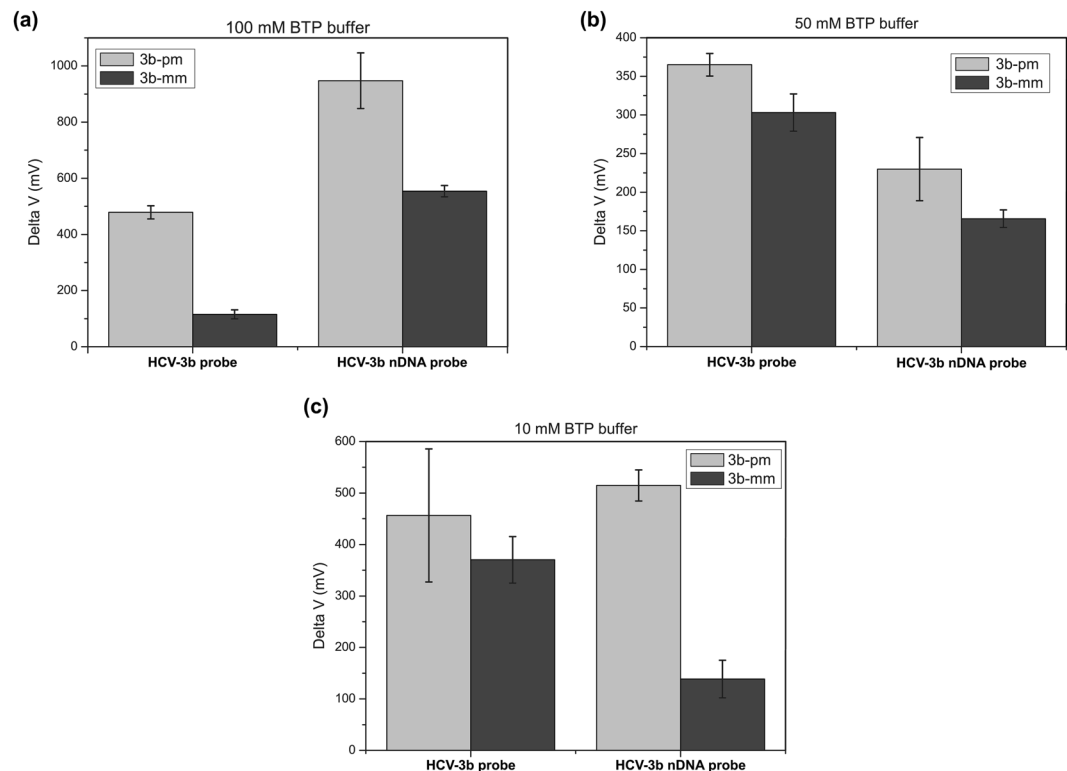 (a)
100 mM BTP buffer
3b-pm
3b-mm
1000
800
600
400
200
0
Delta V (mV)
HCV-3b probe
HCV-3b nDNA probe
(b)
50 mM BTP buffer
3b-pm
3b-mm
400
350
300
250
200
150
100
50
0
Delta V (mV)
HCV-3b probe
HCV-3b nDNA probe
(c)
10 mM BTP buffer
3b-pm
3b-mm
600
500
400
300
200
100
0
Delta V (mV)
HCV-3b probe
HCV-3b nDNA probe